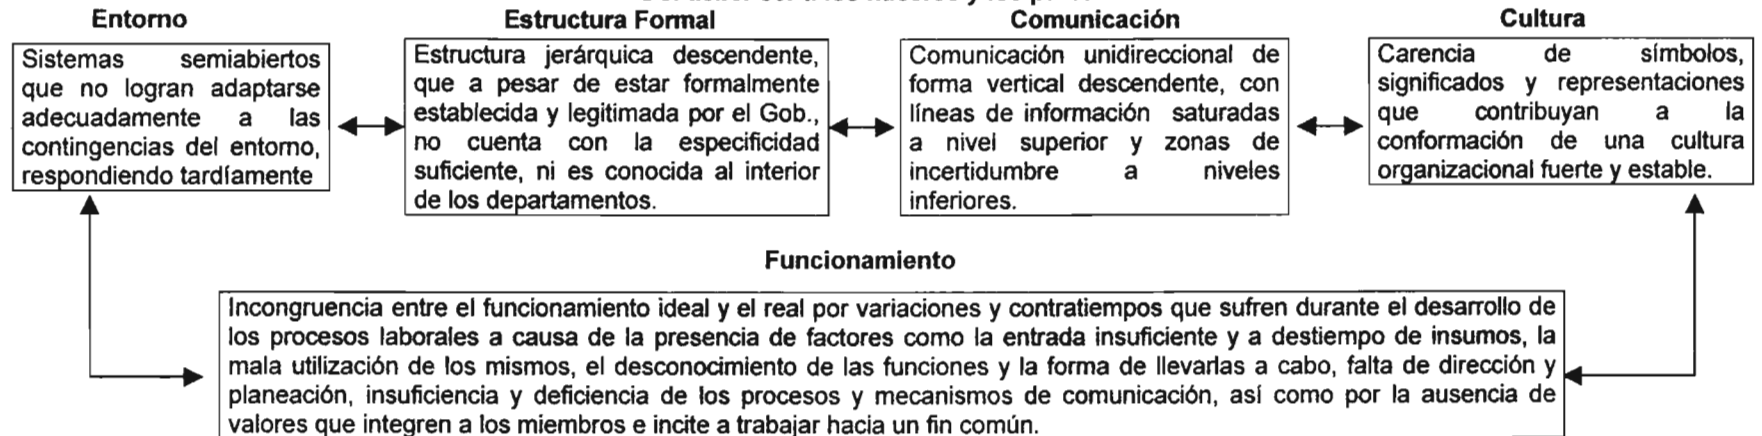 Entorno
Sistemas semiabiertos
que no logran adaptarse
adecuadamente a las
contingencias del entorno,
respondiendo tardíamente
Estructura Formal
Estructura jerárquica descendente,
que a pesar de estar formalmente
establecida y legitimada por el Gob.,
no cuenta con la especificidad
suficiente, ni es conocida al interior
de los departamentos.
Comunicación
Comunicación unidireccional de
forma vertical descendente, con
líneas de información saturadas
a nivel superior y zonas de
incertidumbre a niveles
inferiores.
Cultura
Carencia de símbolos,
significados y representaciones
que contribuyan a la
conformación de una cultura
organizacional fuerte y estable.
Funcionamiento
Incongruencia entre el funcionamiento ideal y el real por variaciones y contratiempos que sufren durante el desarrollo de
los procesos laborales a causa de la presencia de factores como la entrada insuficiente y a destiempo de insumos, la
mala utilización de los mismos, el desconocimiento de las funciones y la forma de llevarlas a cabo, falta de dirección y
planeación, insuficiencia y deficiencia de los procesos y mecanismos de comunicación, así como por la ausencia de
valores que integren a los miembros e incite a trabajar hacia un fin común.